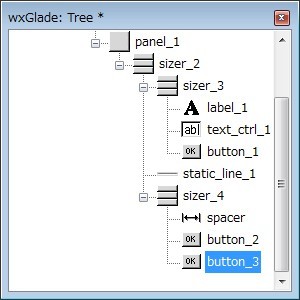 wxGlade: Tree *
panel_1
sizer_2
sizer_3
A label_1
ab| text_ctrl_1
OK button_1
static_line_1
sizer_4
spacer
OK button_2
OK button_3